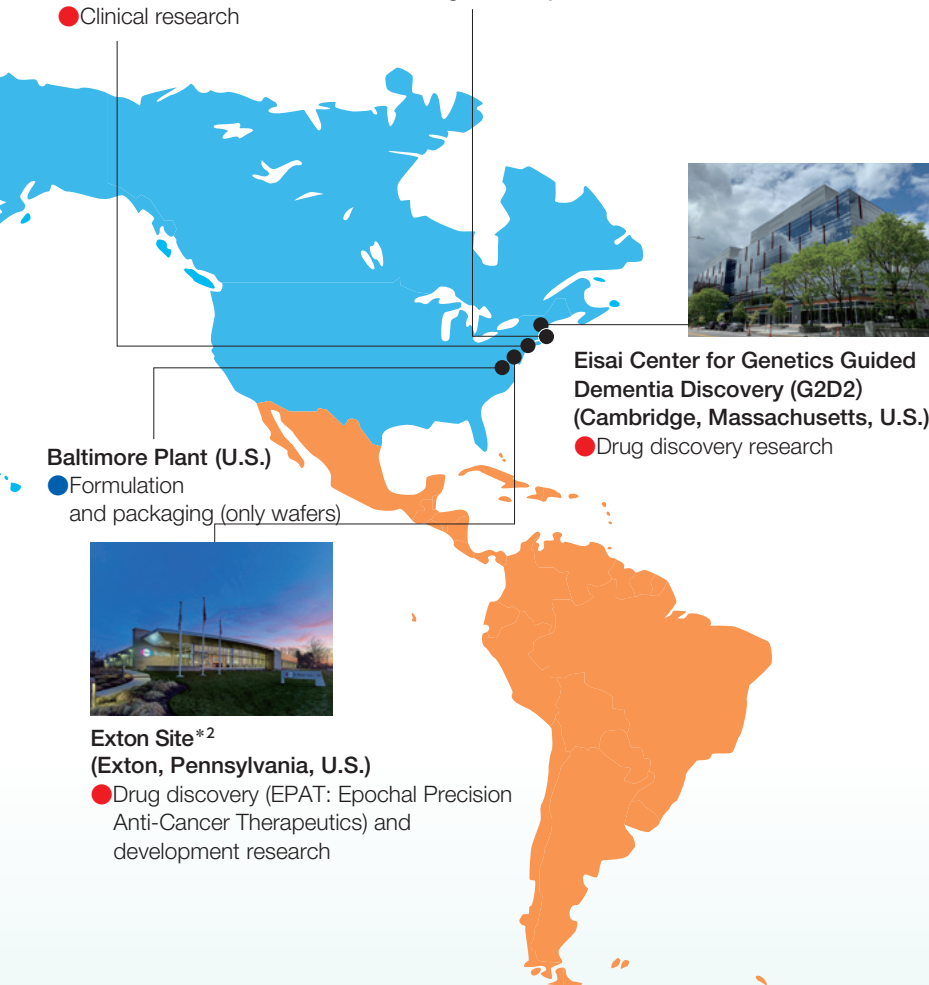 Clinical research
Eisai Center for Genetics Guided
Dementia Discovery (G2D2)
(Cambridge, Massachusetts, U.S.)
Drug discovery research
Baltimore Plant (U.S.)
Formulation
and packaging (only wafers)
Exton Site*2
(Exton, Pennsylvania, U.S.)
Drug discovery (EPAT: Epochal Precision
Anti-Cancer Therapeutics) and
development research